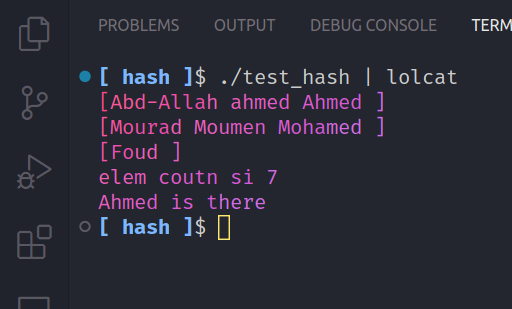 PROBLEMS OUTPUT DEBUG CONSOLE TERM
[ hash ]$ ./test_hash | lolcat
[Abd-Allah ahmed Ahmed ]
[Mourad Moumen Mohamed ]
[Foud ]
elem coutn si 7
Ahmed is there
[ hash ]$